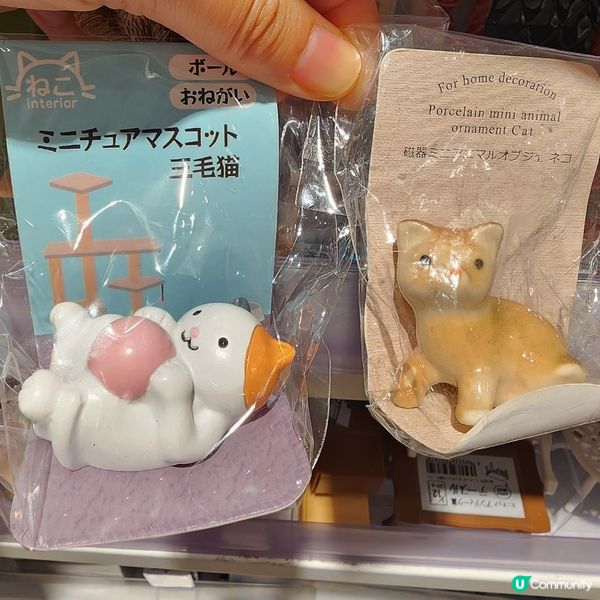 ねこ
interior
ボール
おねがい
ミニチュアマスコット
三毛猫
For home decoration
Porcelain mini animal
ornament Cat
磁器ミニアニマルオブジェ ネコ
U Community